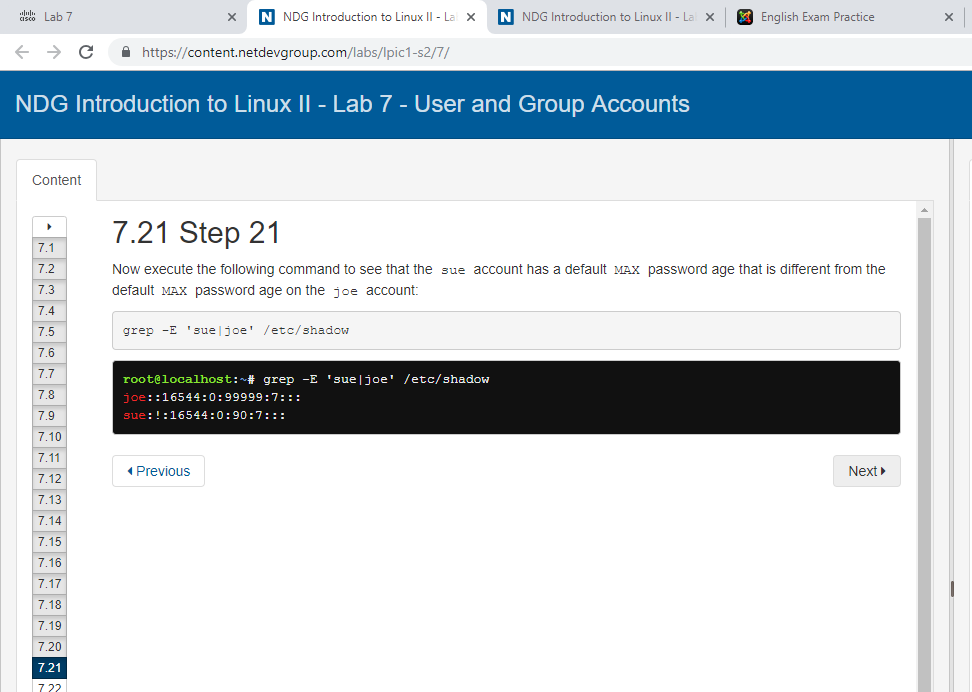 Lab 7
NDG Introduction to Linux II - La
NDG Introduction to Linux II - La
English Exam Practice
https://content.netdevgroup.com/labs/lpic1-s2/7/
NDG Introduction to Linux II - Lab 7 - User and Group Accounts
Content
7.1
7.2
7.3
7.4
7.5
7.6
7.7
7.8
7.9
7.10
7.11
7.12
7.13
7.14
7.15
7.16
7.17
7.18
7.19
7.20
7.21
7.22
7.21 Step 21
Now execute the following command to see that the sue account has a default MAX password age that is different from the
default MAX password age on the joe account:
grep -E 'sue|joe' /etc/shadow
root@localhost:~# grep -E 'sue|joe' /etc/shadow
joe::16544:0:99999:7:::
sue:!:16544:0:90:7:::
Previous
Next